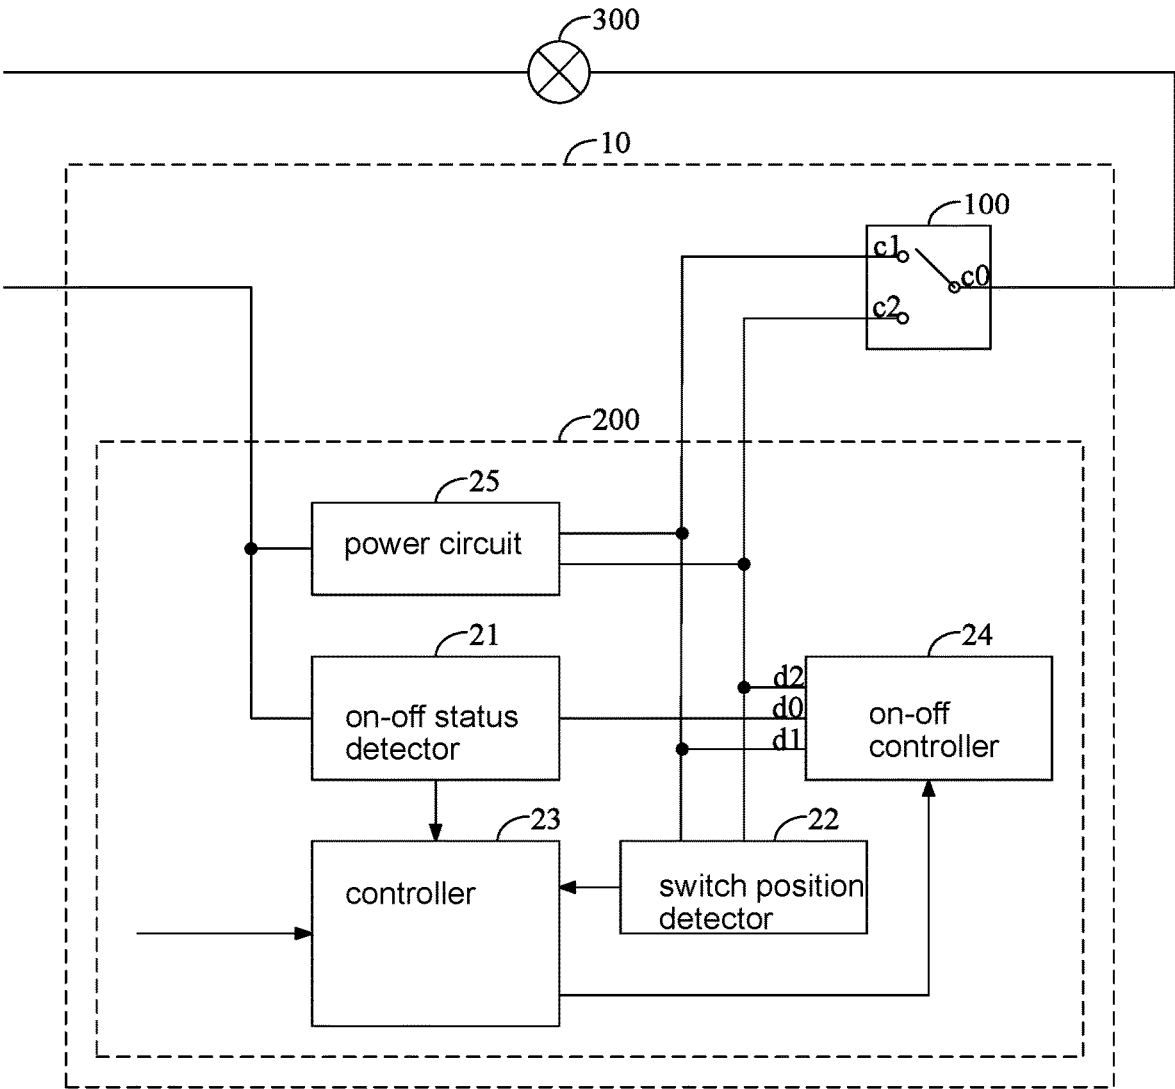 300
10
100
c1
c0
c2
200
25
power circuit
21
24
d2
on-off status
detector
d0
on-off
controller
d1
23
22
controller
switch position
detector